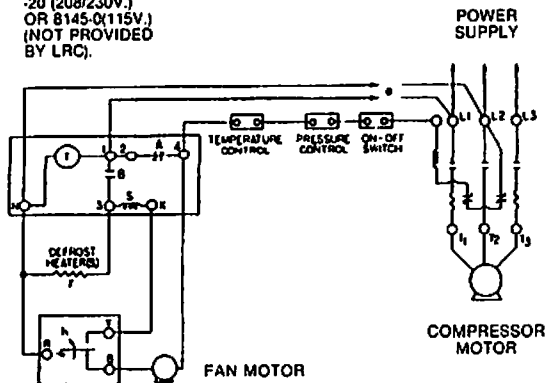 -20 (208/230V.)
OR 8145-0(115V.)
(NOT PROVIDED
BY LRC).
POWER
SUPPLY
L1 L2 L3
TEMPERATURE
CONTROL
PRESSURE
CONTROL
ON-OFF
SWITCH
T
1 2 A 4
B
N 3 S X
T1 T2 T3
DEFROST
HEATER(S)
R
B
FAN MOTOR
COMPRESSOR
MOTOR